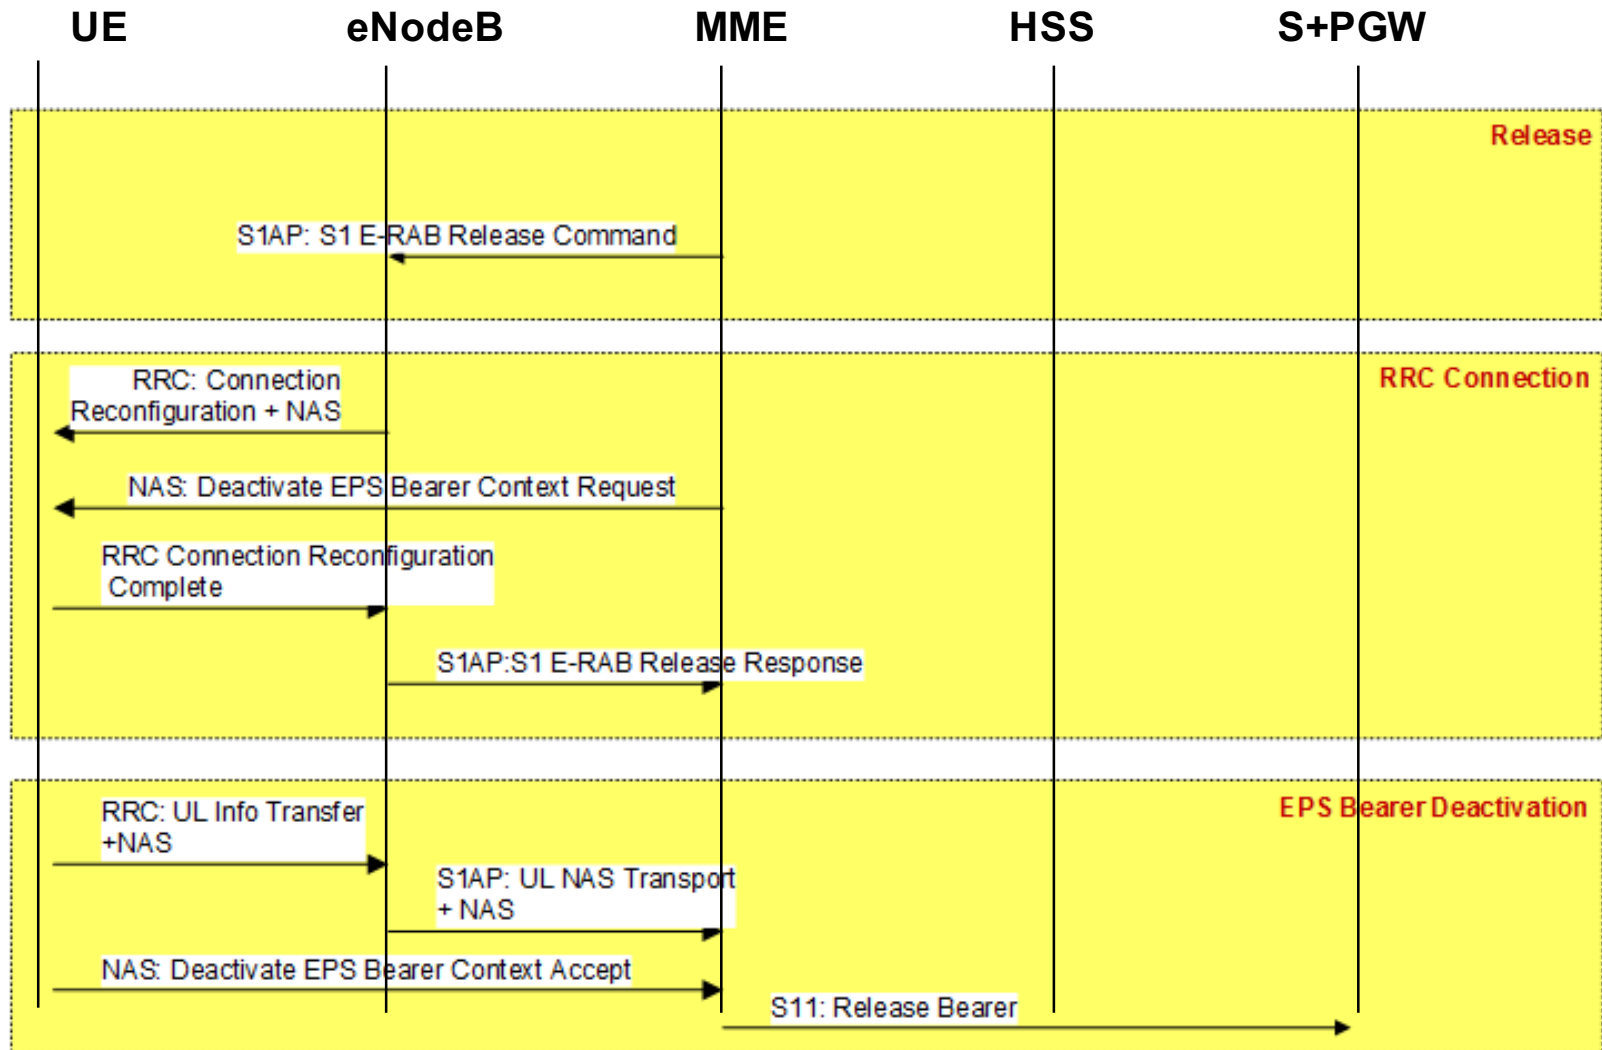 UE eNodeB MME HSS S+PGW
Release
S1AP: S1 E-RAB Release Command
RRC Connection
RRC: Connection
Reconfiguration + NAS
NAS: Deactivate EPS Bearer Context Request
RRC Connection Reconfiguration
Complete
S1AP:S1 E-RAB Release Response
EPS Bearer Deactivation
RRC: UL Info Transfer
+NAS
S1AP: UL NAS Transport
+ NAS
NAS: Deactivate EPS Bearer Context Accept
S11: Release Bearer